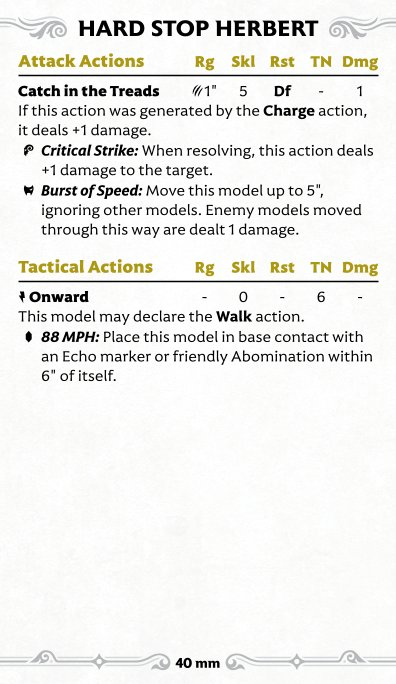 HARD STOP HERBERT
Attack Actions Rg Skl Rst TN Dmg
Catch in the Treads 1" 5 Df - 1
If this action was generated by the Charge action,
it deals +1 damage.
Critical Strike: When resolving, this action deals
+1 damage to the target.
Burst of Speed: Move this model up to 5",
ignoring other models. Enemy models moved
through this way are dealt 1 damage.
Tactical Actions Rg Skl Rst TN Dmg
Onward - 0 - 6 -
This model may declare the Walk action.
88 MPH: Place this model in base contact with
an Echo marker or friendly Abomination within
6" of itself.
40 mm